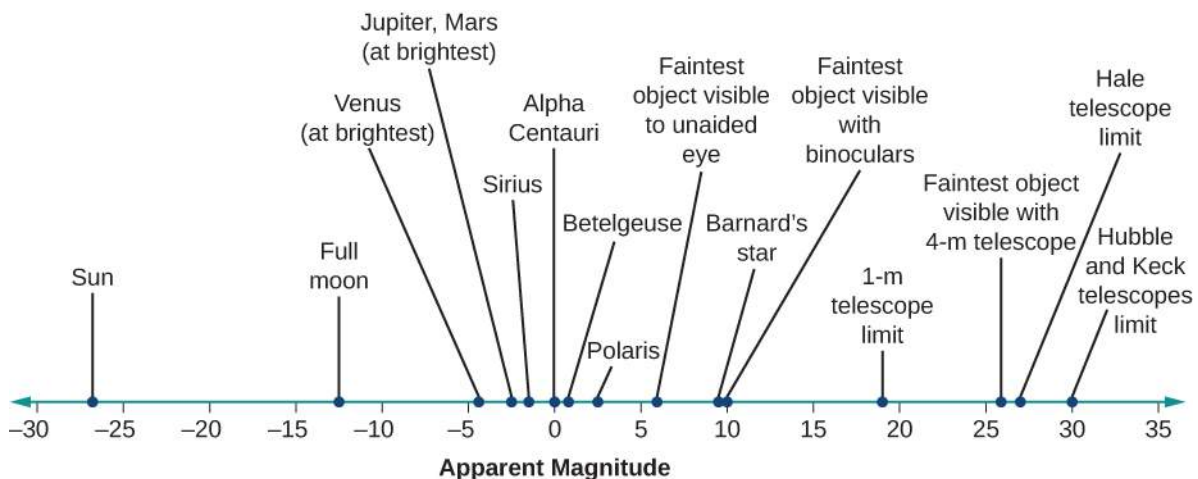 Jupiter, Mars
(at brightest)
Venus
(at brightest)
Sirius
Alpha
Centauri
Betelgeuse
Polaris
Faintest
object visible
to unaided
eye
Barnard’s
star
Faintest
object visible
with
binoculars
1-m
telescope
limit
Faintest object
visible with
4-m telescope
Hale
telescope
limit
Hubble
and Keck
telescopes
limit
Sun
Full
moon
–30 –25 –20 –15 –10 –5 0 5 10 15 20 25 30 35
Apparent Magnitude